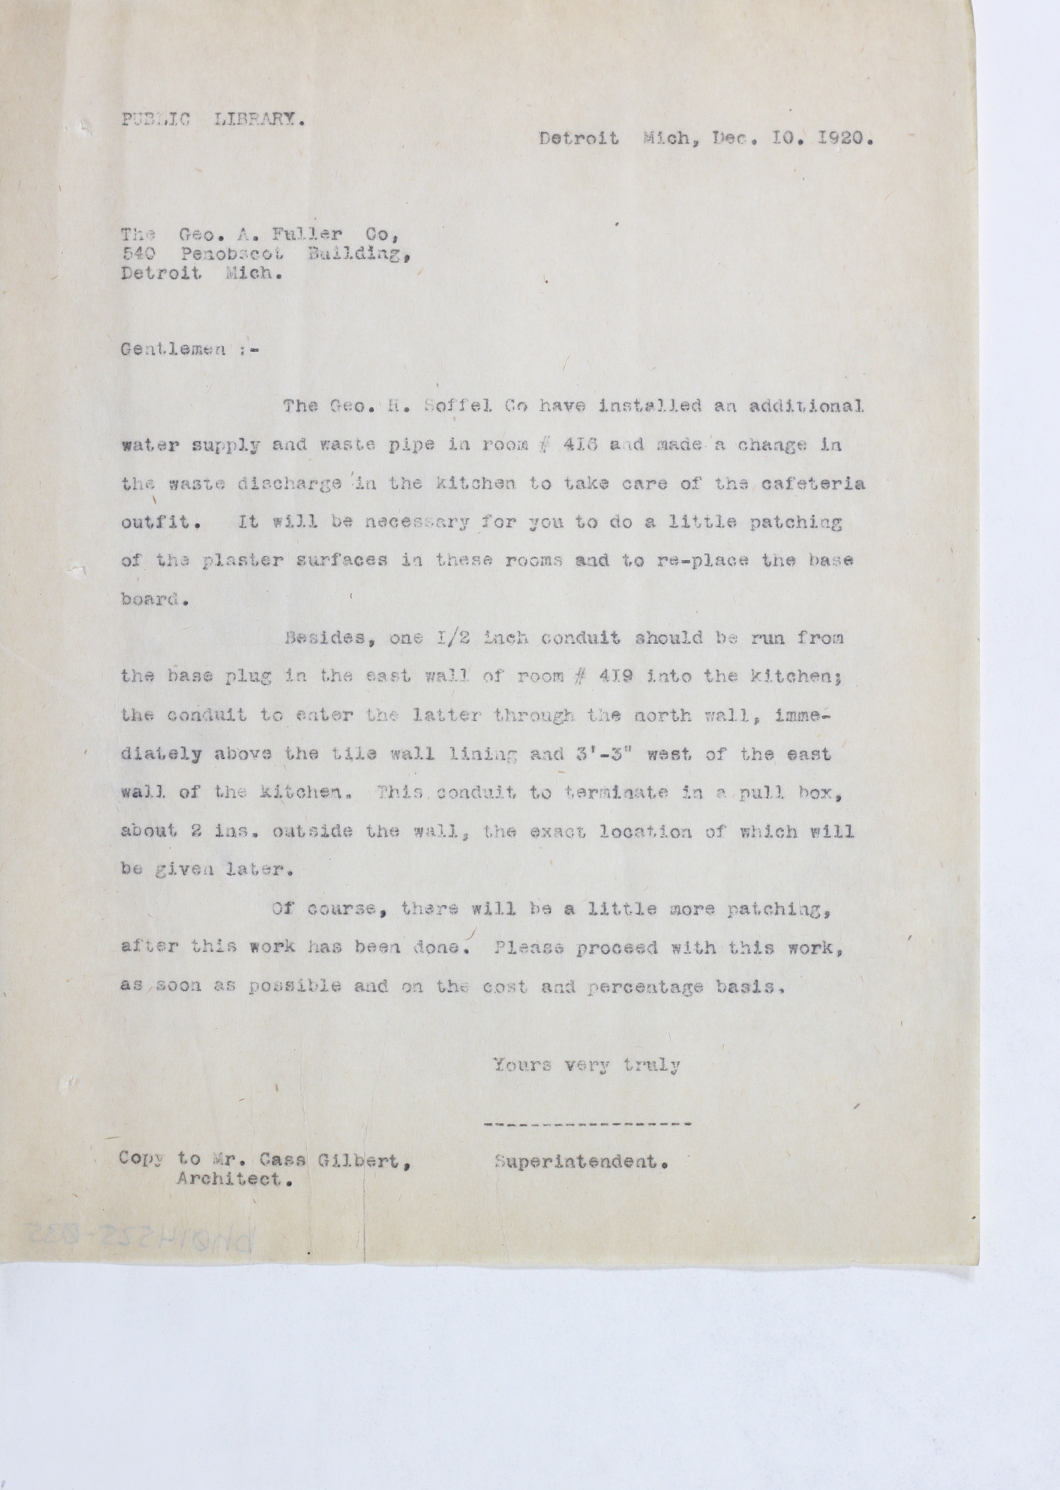 PUBLIC LIBRARY.
Detroit Mich, Dec. IO. I920.
The Geo. A. Fuller Co,
540 Penobscot Building,
Detroit Mich.
Gentlemen :-
The Geo. H. Soffel Co have installed an additional
water supply and waste pipe in room # 4I6 and made a change in
the waste discharge in the kitchen to take care of the cafeteria
outfit. It will be necessary for you to do a little patching
of the plaster surfaces in these rooms and to re-place the base
board.
Besides, one I/2 inch conduit should be run from
the base plug in the east wall of room # 4I9 into the kitchen;
the conduit to enter the latter through the north wall, imme-
diately above the tile wall lining and 3'-3" west of the east
wall of the kitchen. This conduit to terminate in a pull box,
about 2 ins. outside the wall, the exact location of which will
be given later.
Of course, there will be a little more patching,
after this work has been done. Please proceed with this work,
as soon as possible and on the cost and percentage basis.
Yours very truly
------------------
Copy to Mr. Cass Gilbert,
Architect.
Superintendent.
bh014525-035